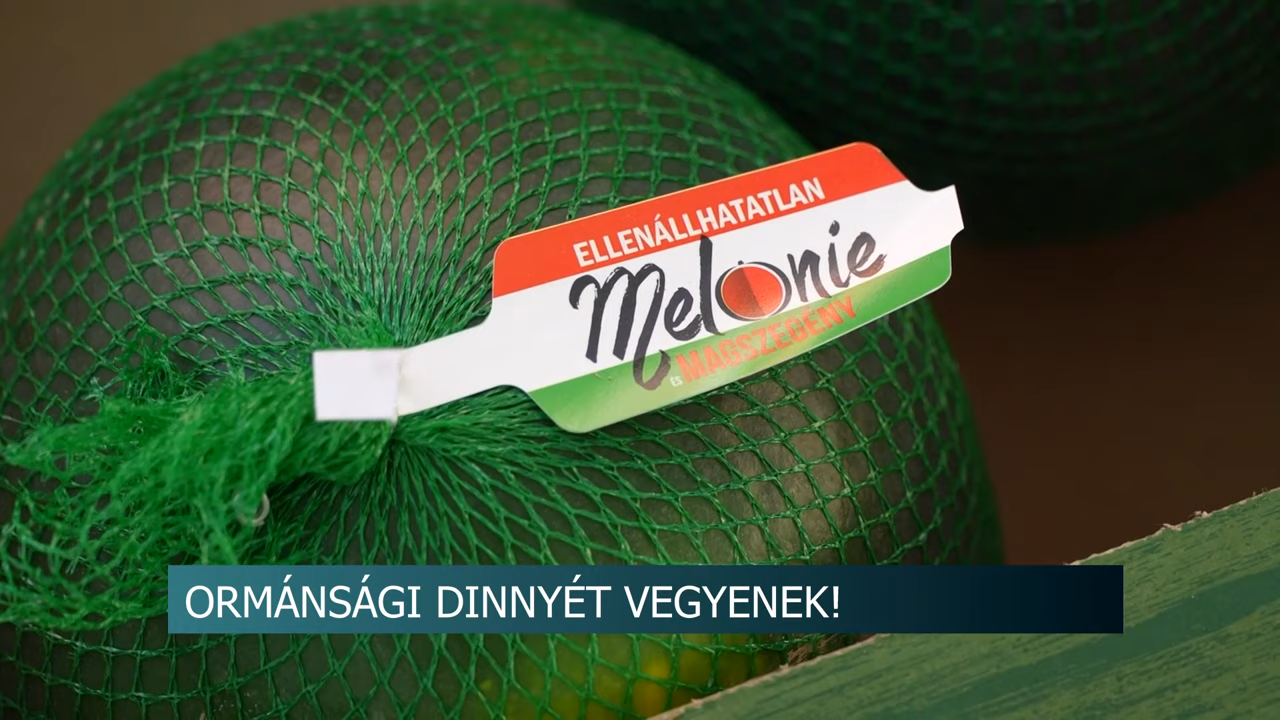 ELLENÁLLHATATLAN
Melonie
ÉS MAGSZEGÉNY
ORMÁNSÁGI DINNYÉT VEGYENEK!